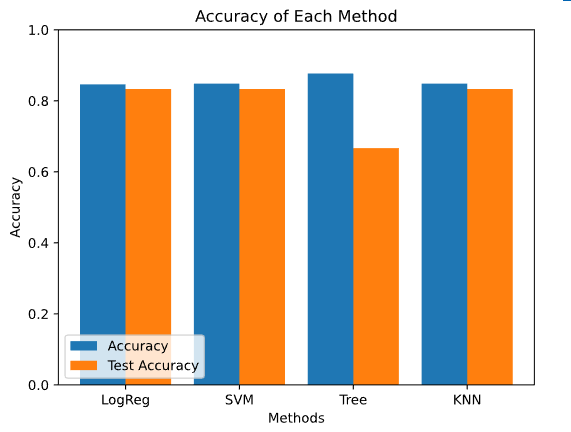 Accuracy of Each Method
1.0
0.8
0.6
0.4
0.2
0.0
Accuracy
Accuracy
Test Accuracy
LogReg SVM Tree KNN
Methods